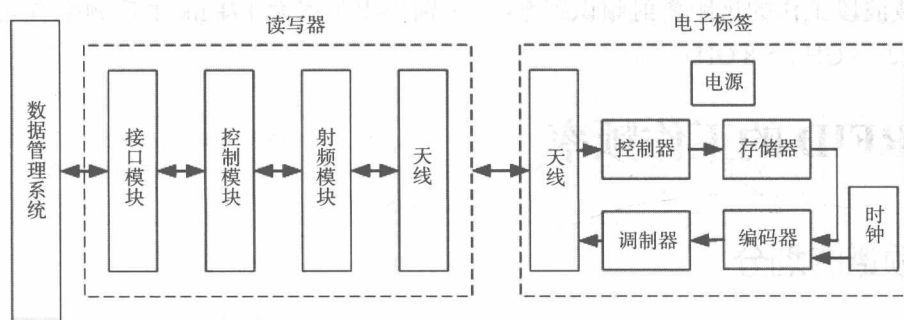 读写器
电子标签
数据管理系统
接口模块
控制模块
射频模块
天线
天线
电源
控制器
存储器
时钟
调制器
编码器